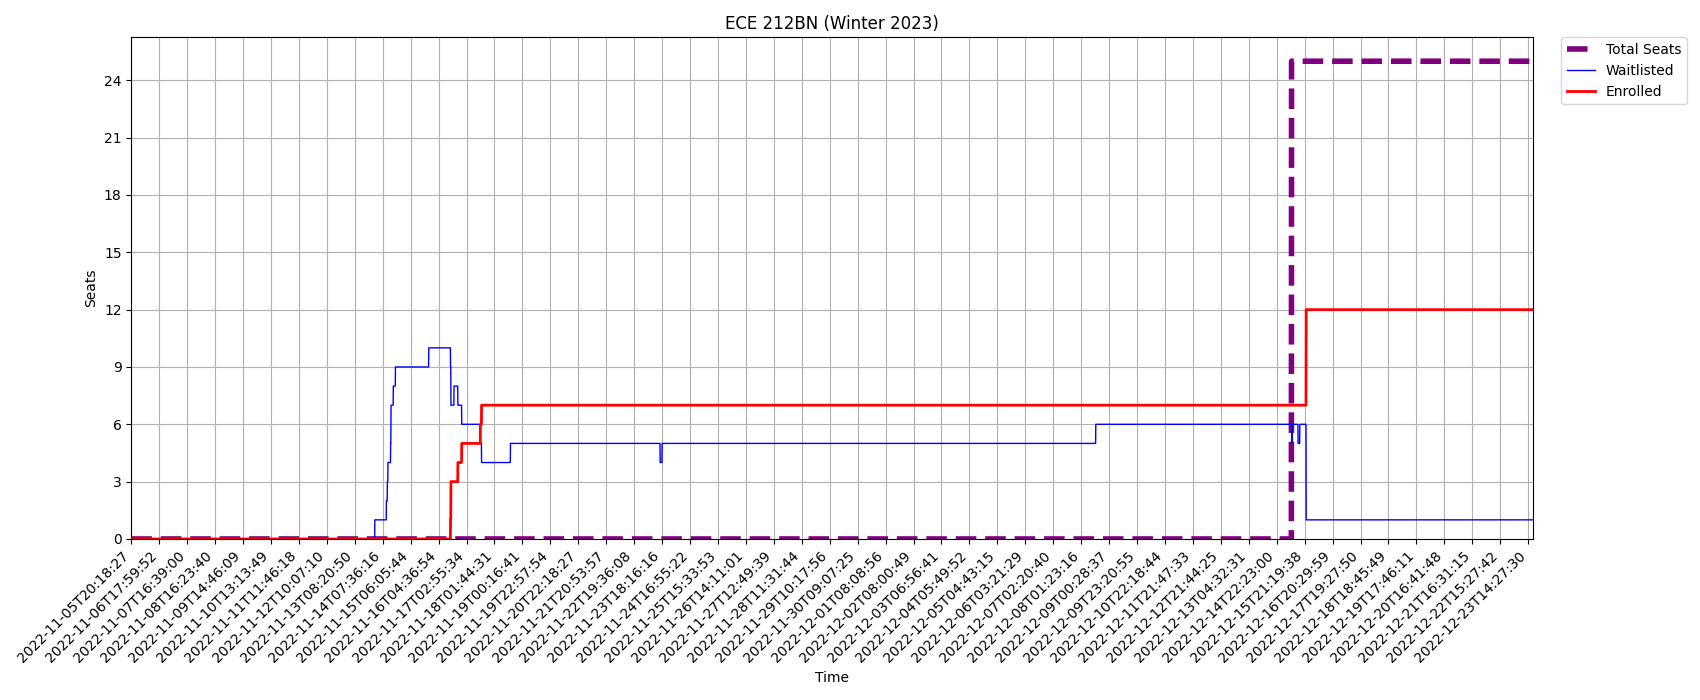 ECE 212BN (Winter 2023)
Total Seats
Waitlisted
Enrolled
Seats
24
21
18
15
12
9
6
3
0
2022-11-05T20:18:27
2022-11-06T17:59:52
2022-11-07T16:39:00
2022-11-08T16:23:40
2022-11-09T14:46:09
2022-11-10T13:13:49
2022-11-11T11:46:18
2022-11-12T10:07:10
2022-11-13T08:20:50
2022-11-14T07:36:16
2022-11-15T06:05:44
2022-11-16T04:36:54
2022-11-17T02:55:34
2022-11-18T01:44:31
2022-11-19T00:16:41
2022-11-19T22:57:54
2022-11-20T22:18:27
2022-11-21T20:53:57
2022-11-22T19:36:08
2022-11-23T18:16:16
2022-11-24T16:55:22
2022-11-25T15:33:53
2022-11-26T14:11:01
2022-11-27T12:49:39
2022-11-28T11:31:44
2022-11-29T10:17:56
2022-11-30T09:07:25
2022-12-01T08:08:56
2022-12-02T08:00:49
2022-12-03T06:56:41
2022-12-04T05:49:52
2022-12-05T04:43:15
2022-12-06T03:21:29
2022-12-07T02:20:40
2022-12-08T01:23:16
2022-12-09T00:28:37
2022-12-09T23:20:55
2022-12-10T22:18:44
2022-12-11T21:47:33
2022-12-12T21:44:25
2022-12-13T04:32:31
2022-12-14T22:23:00
2022-12-15T21:19:38
2022-12-16T20:29:59
2022-12-17T19:27:50
2022-12-18T18:45:49
2022-12-19T17:46:11
2022-12-20T16:41:48
2022-12-21T16:31:15
2022-12-22T15:27:42
2022-12-23T14:27:30
Time